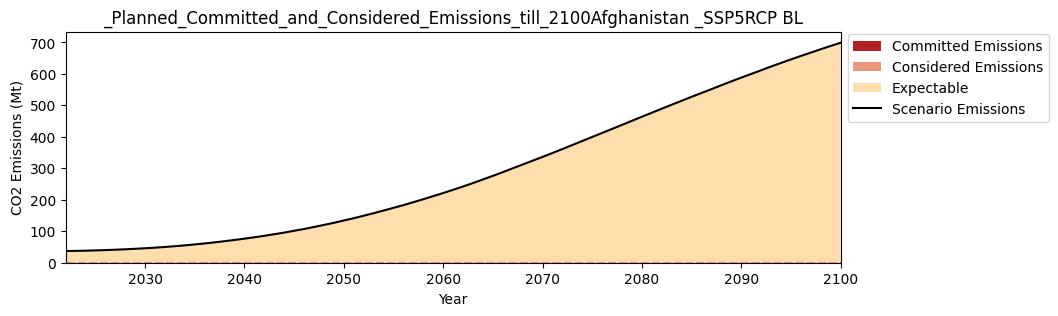 _Planned_Committed_and_Considered_Emissions_till_2100Afghanistan _SSP5RCP BL
700
600
500
400
300
200
100
0
CO2 Emissions (Mt)
2030 2040 2050 2060 2070 2080 2090 2100
Year
Committed Emissions
Considered Emissions
Expectable
Scenario Emissions